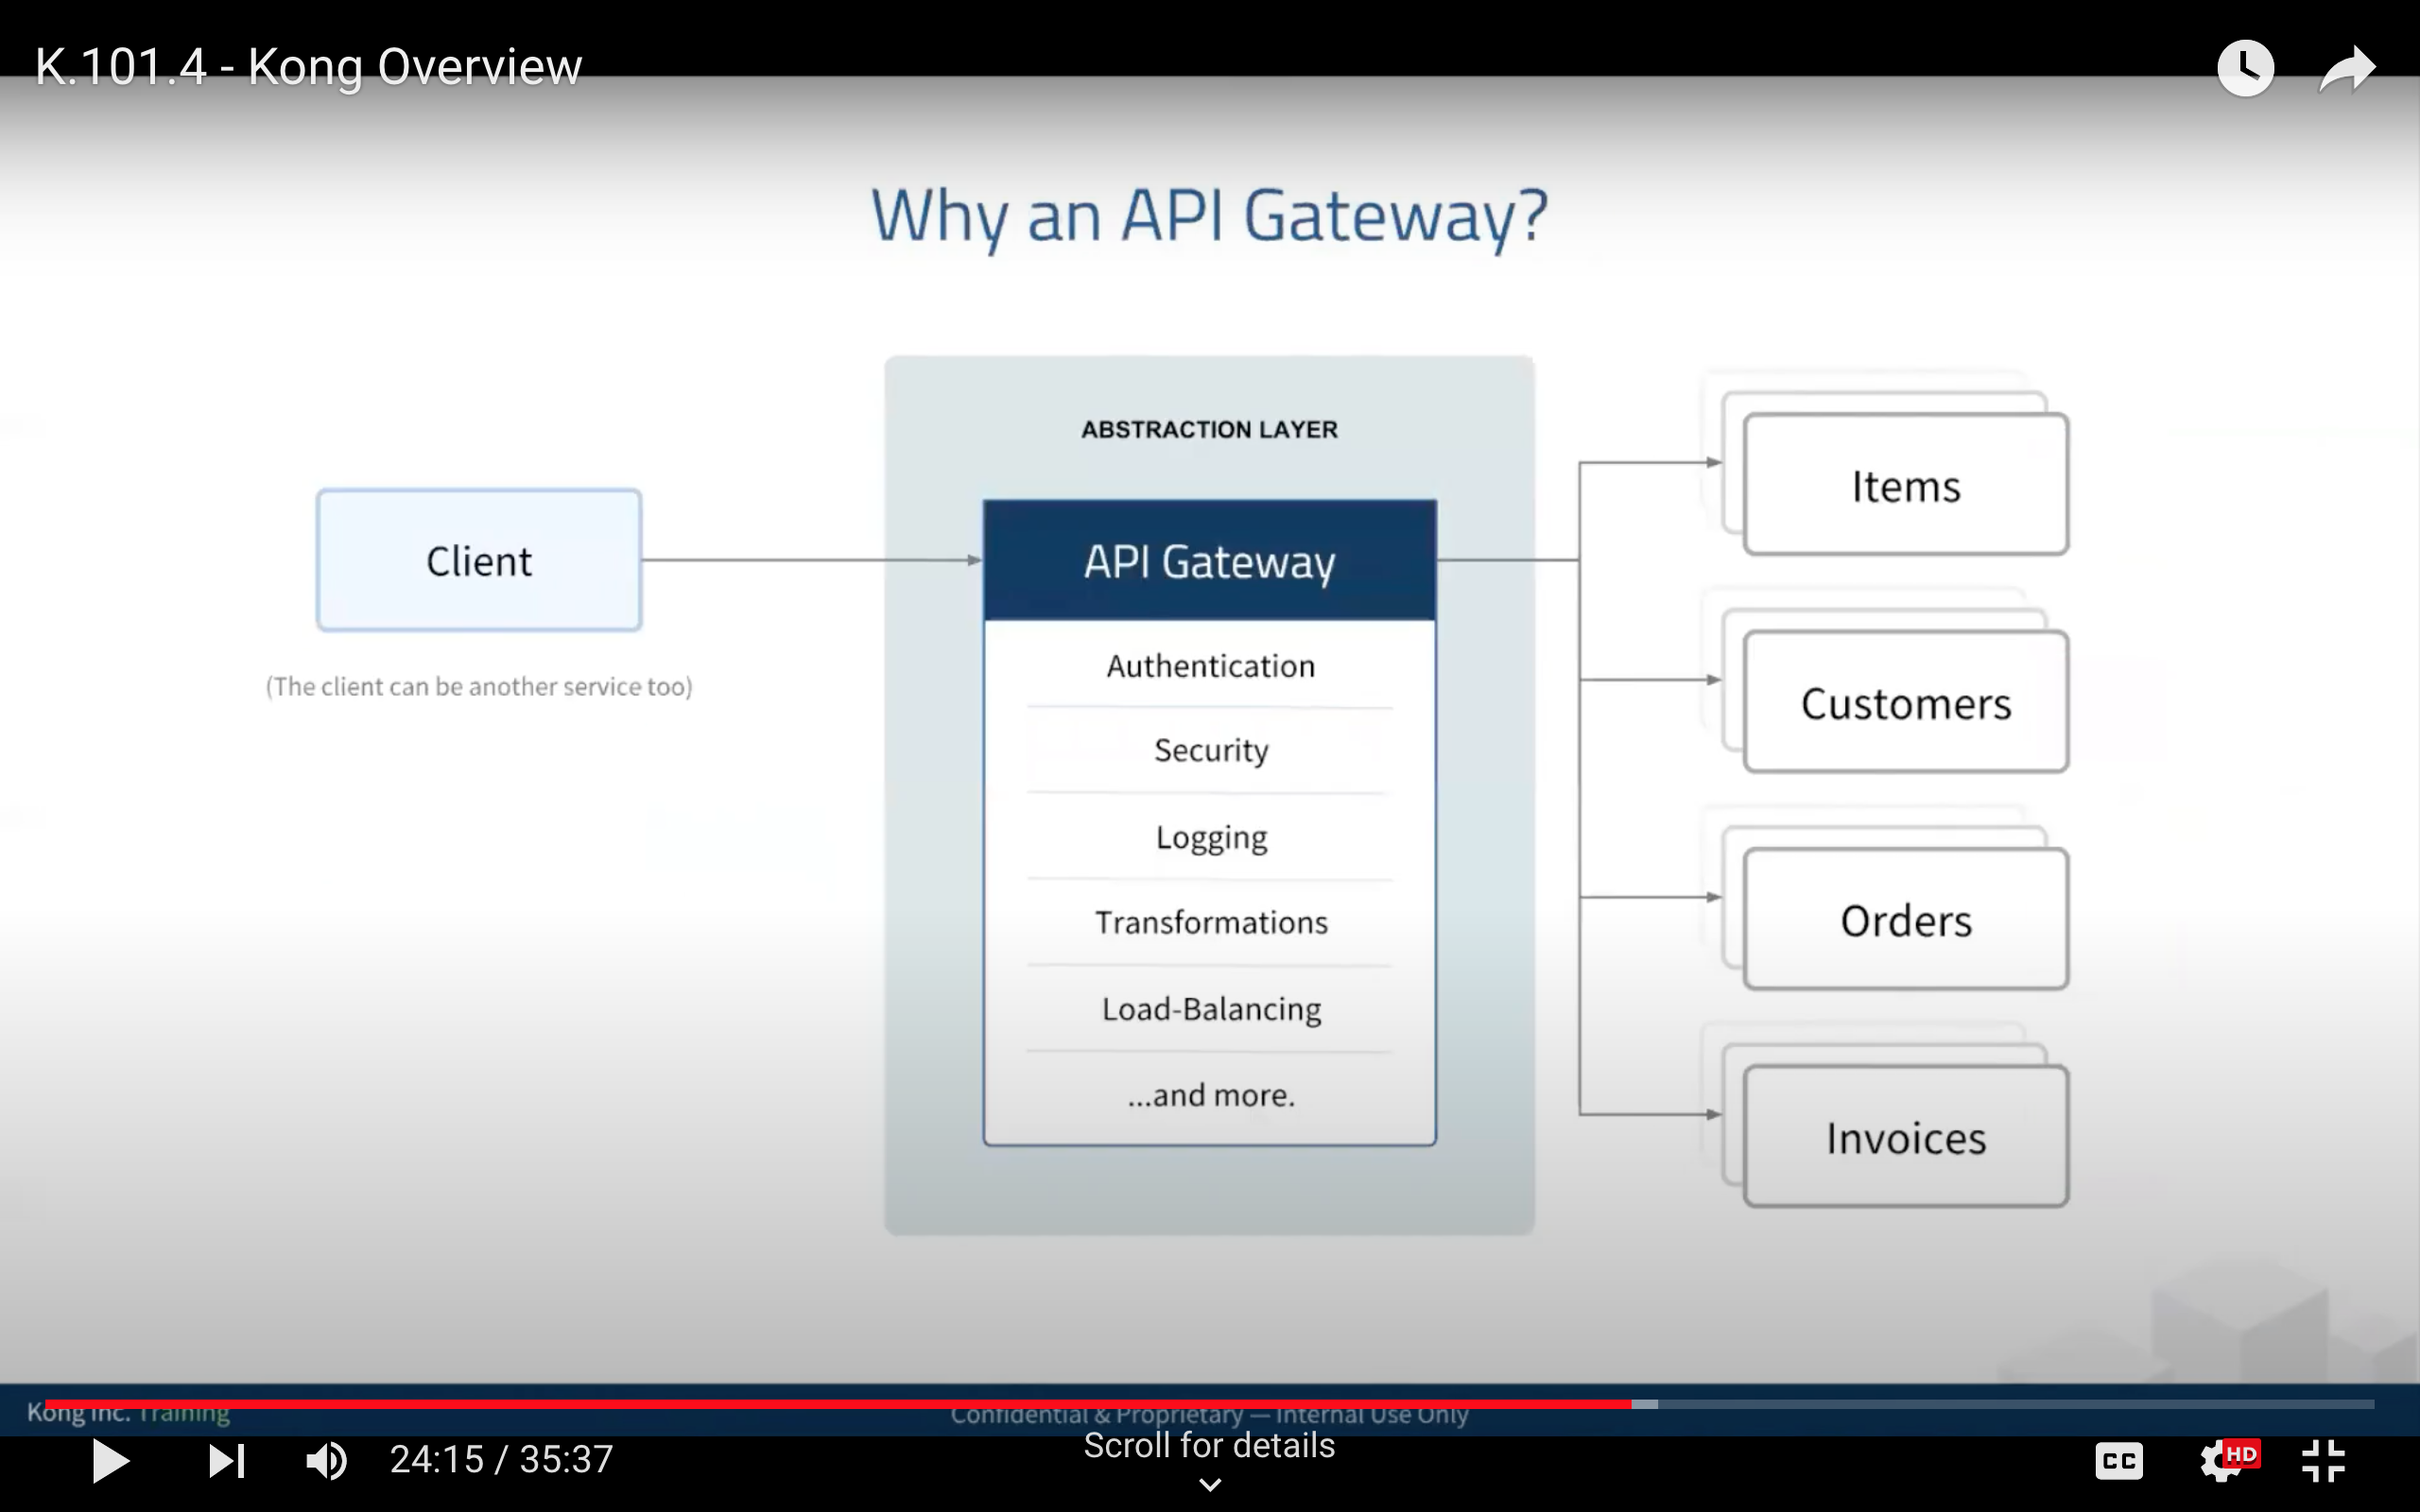 K.101.4 - Kong Overview
Why an API Gateway?
ABSTRACTION LAYER
Client
(The client can be another service too)
API Gateway
Authentication
Security
Logging
Transformations
Load-Balancing
...and more.
Items
Customers
Orders
Invoices
Kong Inc. Training
Confidential & Proprietary — Internal Use Only
24:15 / 35:37
Scroll for details
CC
HD